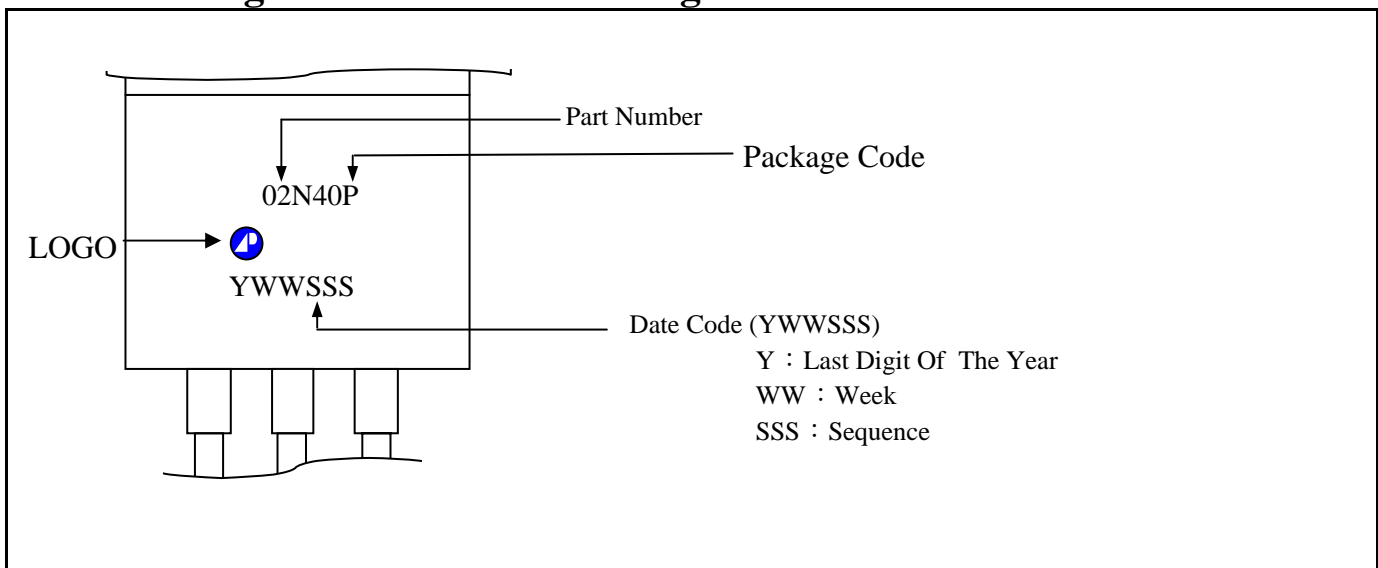 Part Number
Package Code
02N40P
LOGO
YWWSSS
Date Code (YWWSSS)
Y：Last Digit Of The Year
WW：Week
SSS：Sequence